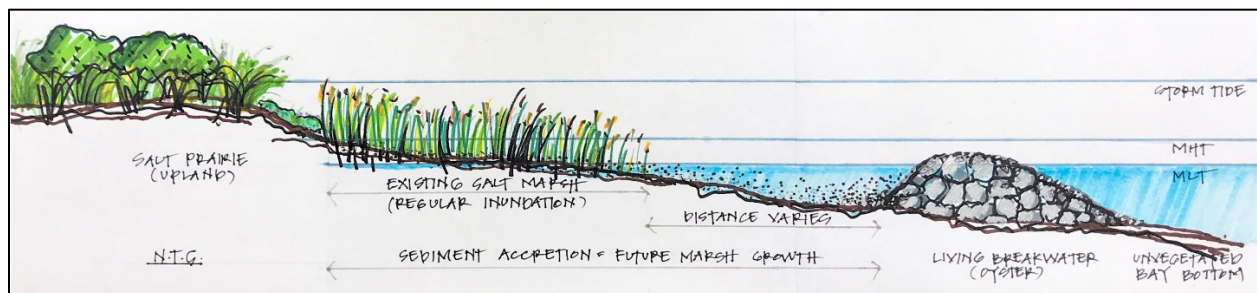 STORM TIDE
MHT
MLT
SALT PRAIRIE
(UPLAND)
EXISTING SALT MARSH
(REGULAR INUNDATION)
DISTANCE VARIES
N.T.G.
SEDIMENT ACCRETION = FUTURE MARSH GROWTH
LIVING BREAKWATER
(OYSTER)
UNVEGETATED
BAY BOTTOM